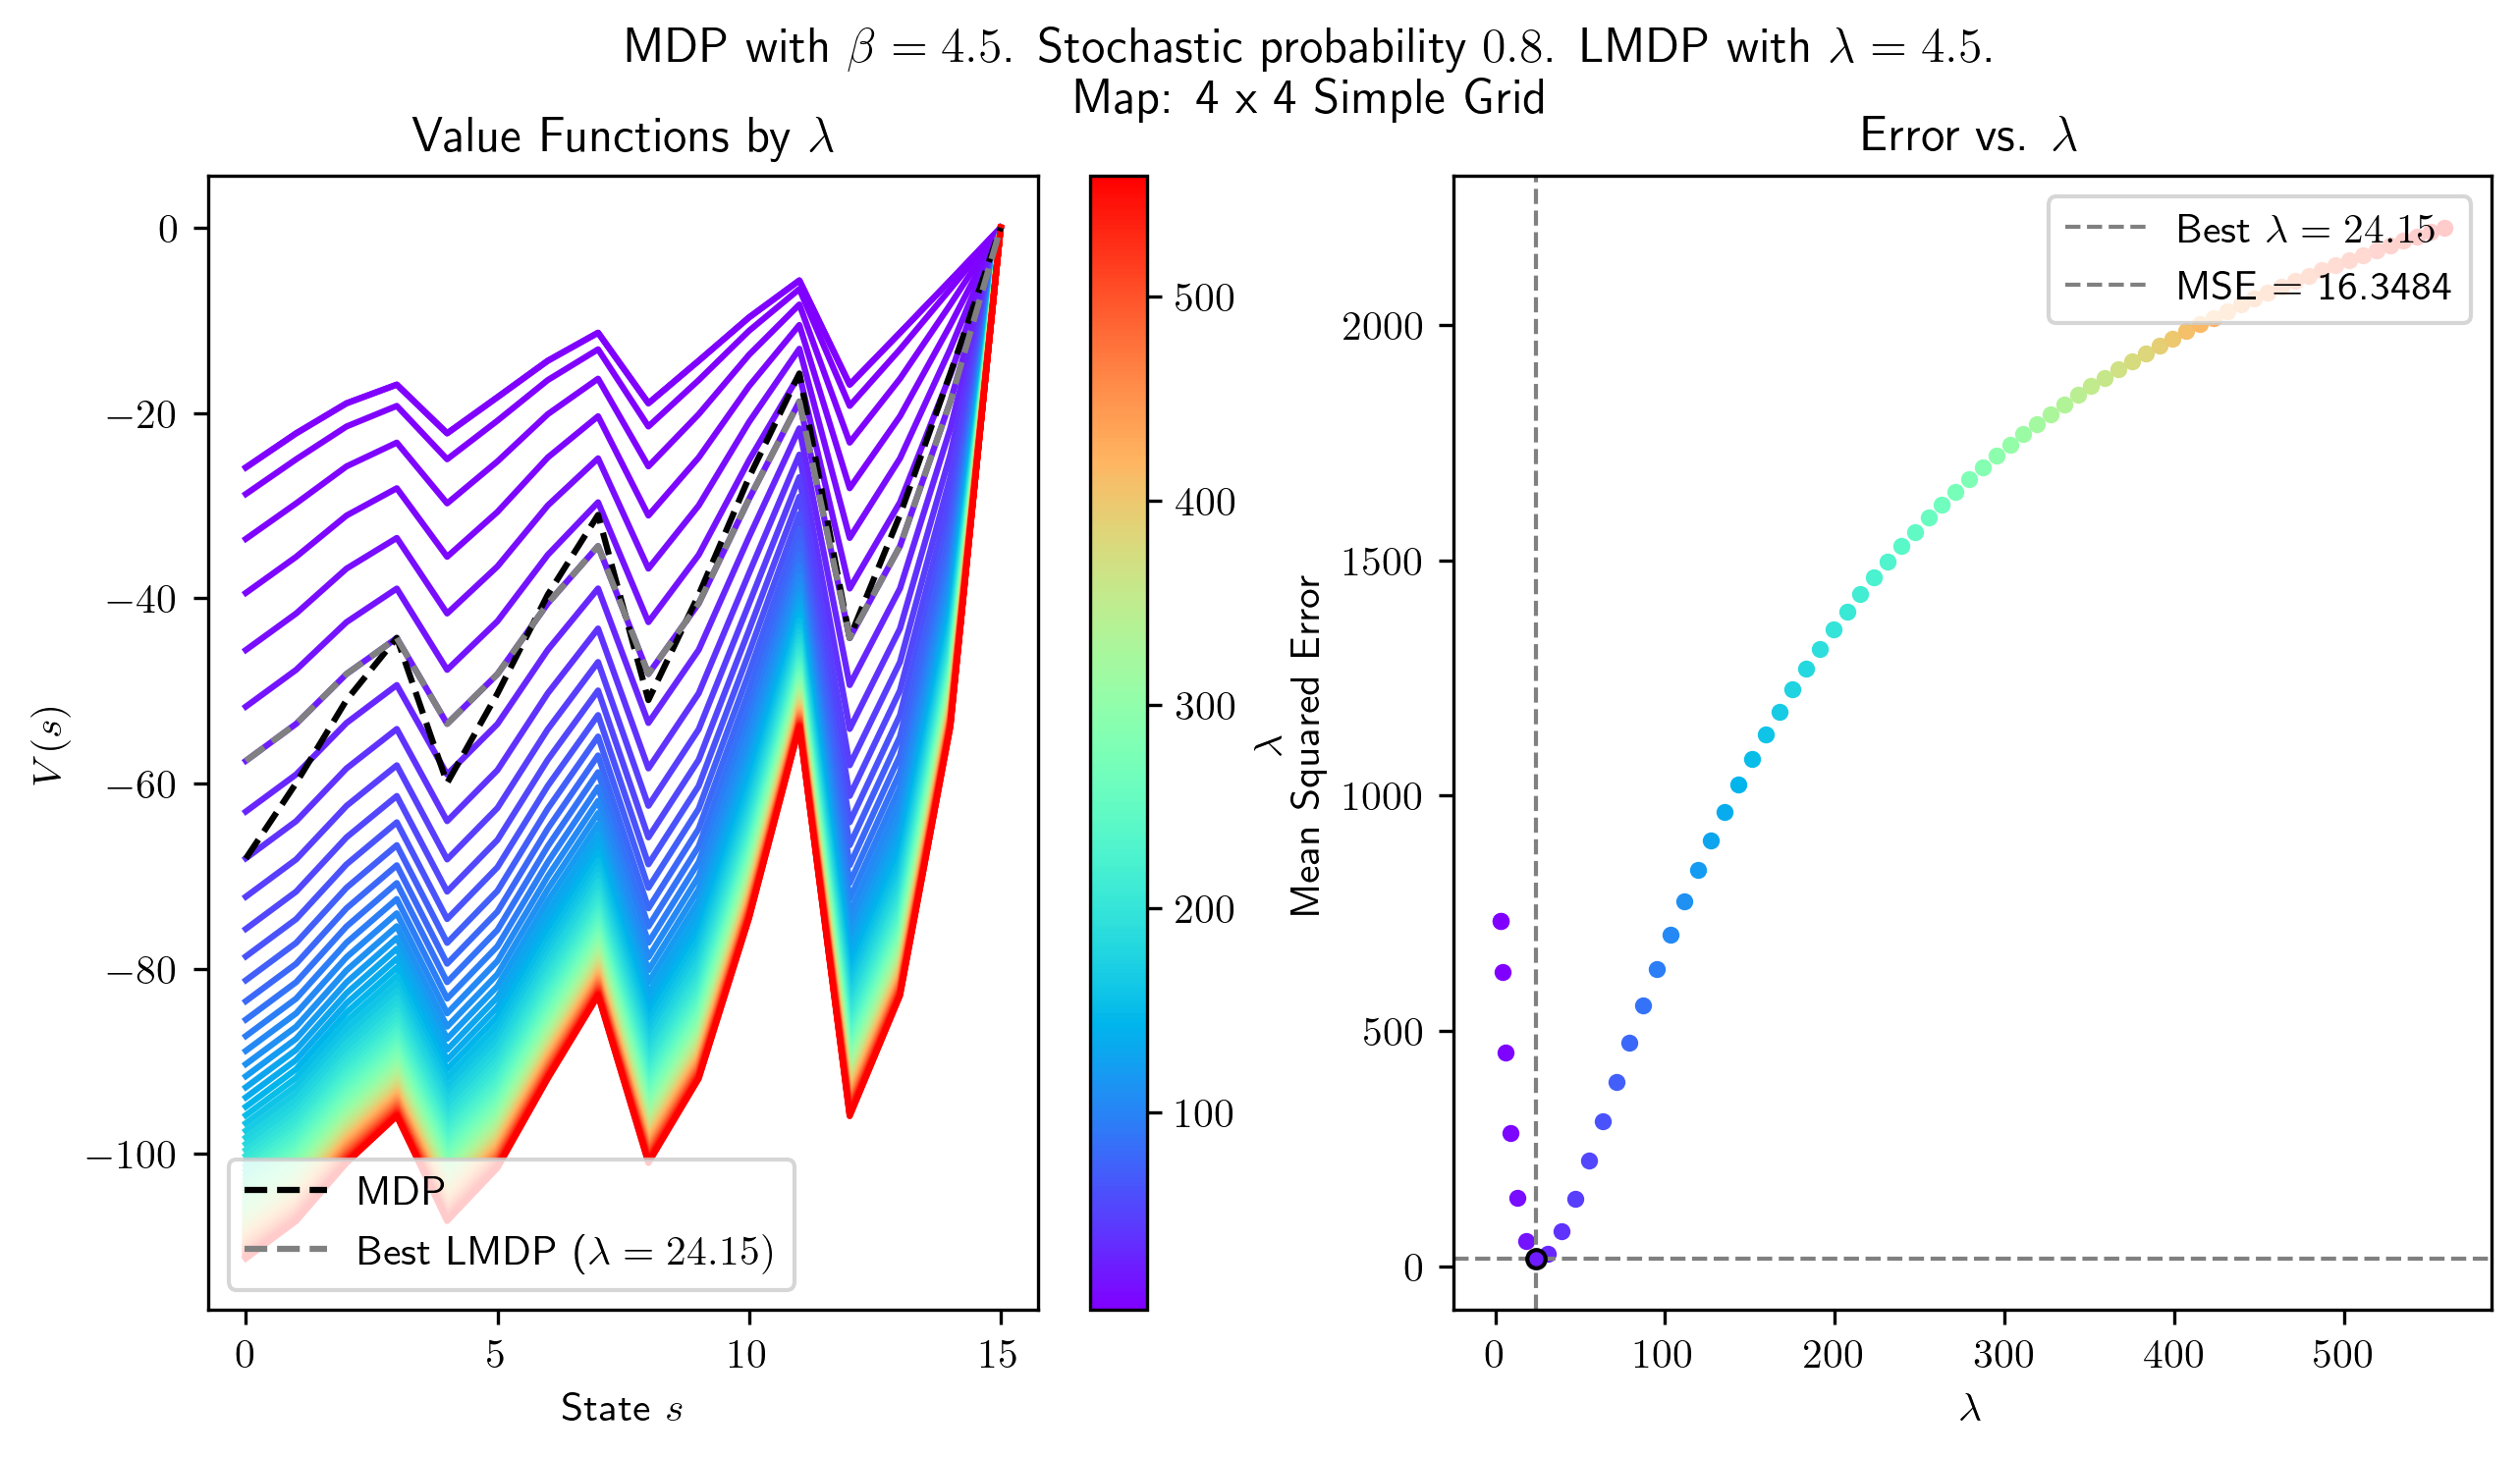 MDP with β = 4.5. Stochastic probability 0.8. LMDP with λ = 4.5.
Map: 4 x 4 Simple Grid
Value Functions by λ
V(s)
0
−20
−40
−60
−80
−100
MDP
Best LMDP (λ = 24.15)
0
5
10
15
State s
500
400
300
200
100
λ
Error vs. λ
Mean Squared Error
2000
1500
1000
500
0
Best λ = 24.15
MSE = 16.3484
0
100
200
300
400
500
λ